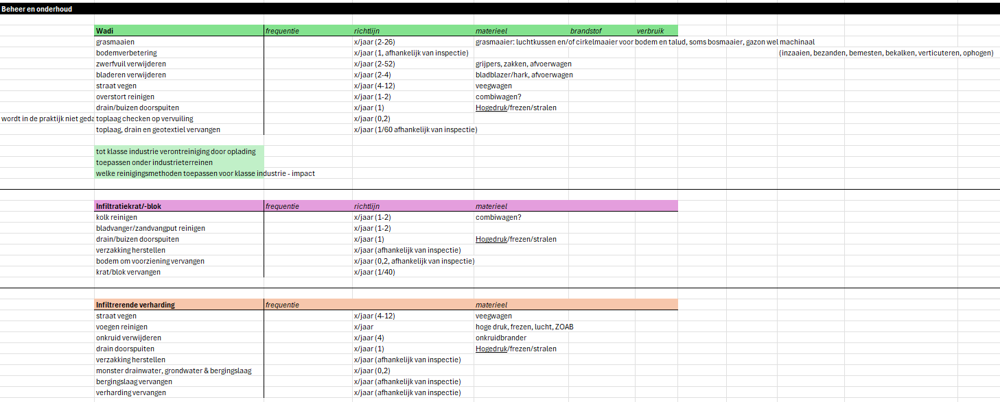 Beheer en onderhoud
Wadi frequentie richtlijn materieel brandstof verbruik
grasmaaien x/jaar (2-26) grasmaaier: luchtkussen en/of cirkelmaaier voor bodem en talud, soms bosmaaier, gazon wel machinaal
bodemverbetering x/jaar (1, afhankelijk van inspectie) (inzaaien, bezanden, bemesten, bekalken, verticuteren, ophogen)
zwerfvuil verwijderen x/jaar (2-52) grijpers, zakken, afvoerwagen
bladeren verwijderen x/jaar (2-4) bladblazer/hark, afvoerwagen
straat vegen x/jaar (4-12) veegwagen
overstort reinigen x/jaar (1-2) combiwagen?
drain/buizen doorspuiten x/jaar (1) Hogedruk/frezen/stralen
wordt in de praktijk niet geda toplaag checken op vervuiling x/jaar (0,2)
toplaag, drain en geotextiel vervangen x/jaar (1/60 afhankelijk van inspectie)
tot klasse industrie verontreiniging door oplading
toepassen onder industrieterreinen
welke reinigingsmethoden toepassen voor klasse industrie - impact
Infiltratiekrat/-blok frequentie richtlijn materieel
kolk reinigen x/jaar (1-2) combiwagen?
bladvanger/zandvangput reinigen x/jaar (1-2)
drain/buizen doorspuiten x/jaar (1) Hogedruk/frezen/stralen
verzakking herstellen x/jaar (afhankelijk van inspectie)
bodem om voorziening vervangen x/jaar (0,2, afhankelijk van inspectie)
krat/blok vervangen x/jaar (1/40)
Infiltrerende verharding frequentie materieel
straat vegen x/jaar (4-12) veegwagen
voegen reinigen x/jaar hoge druk, frezen, lucht, ZOAB
onkruid verwijderen x/jaar (4) onkruidbrander
drain doorspuiten x/jaar (1) Hogedruk/frezen/stralen
verzakking herstellen x/jaar (afhankelijk van inspectie)
monster drainwater, grondwater & bergingslaag x/jaar (0,2)
bergingslaag vervangen x/jaar (afhankelijk van inspectie)
verharding vervangen x/jaar (afhankelijk van inspectie)